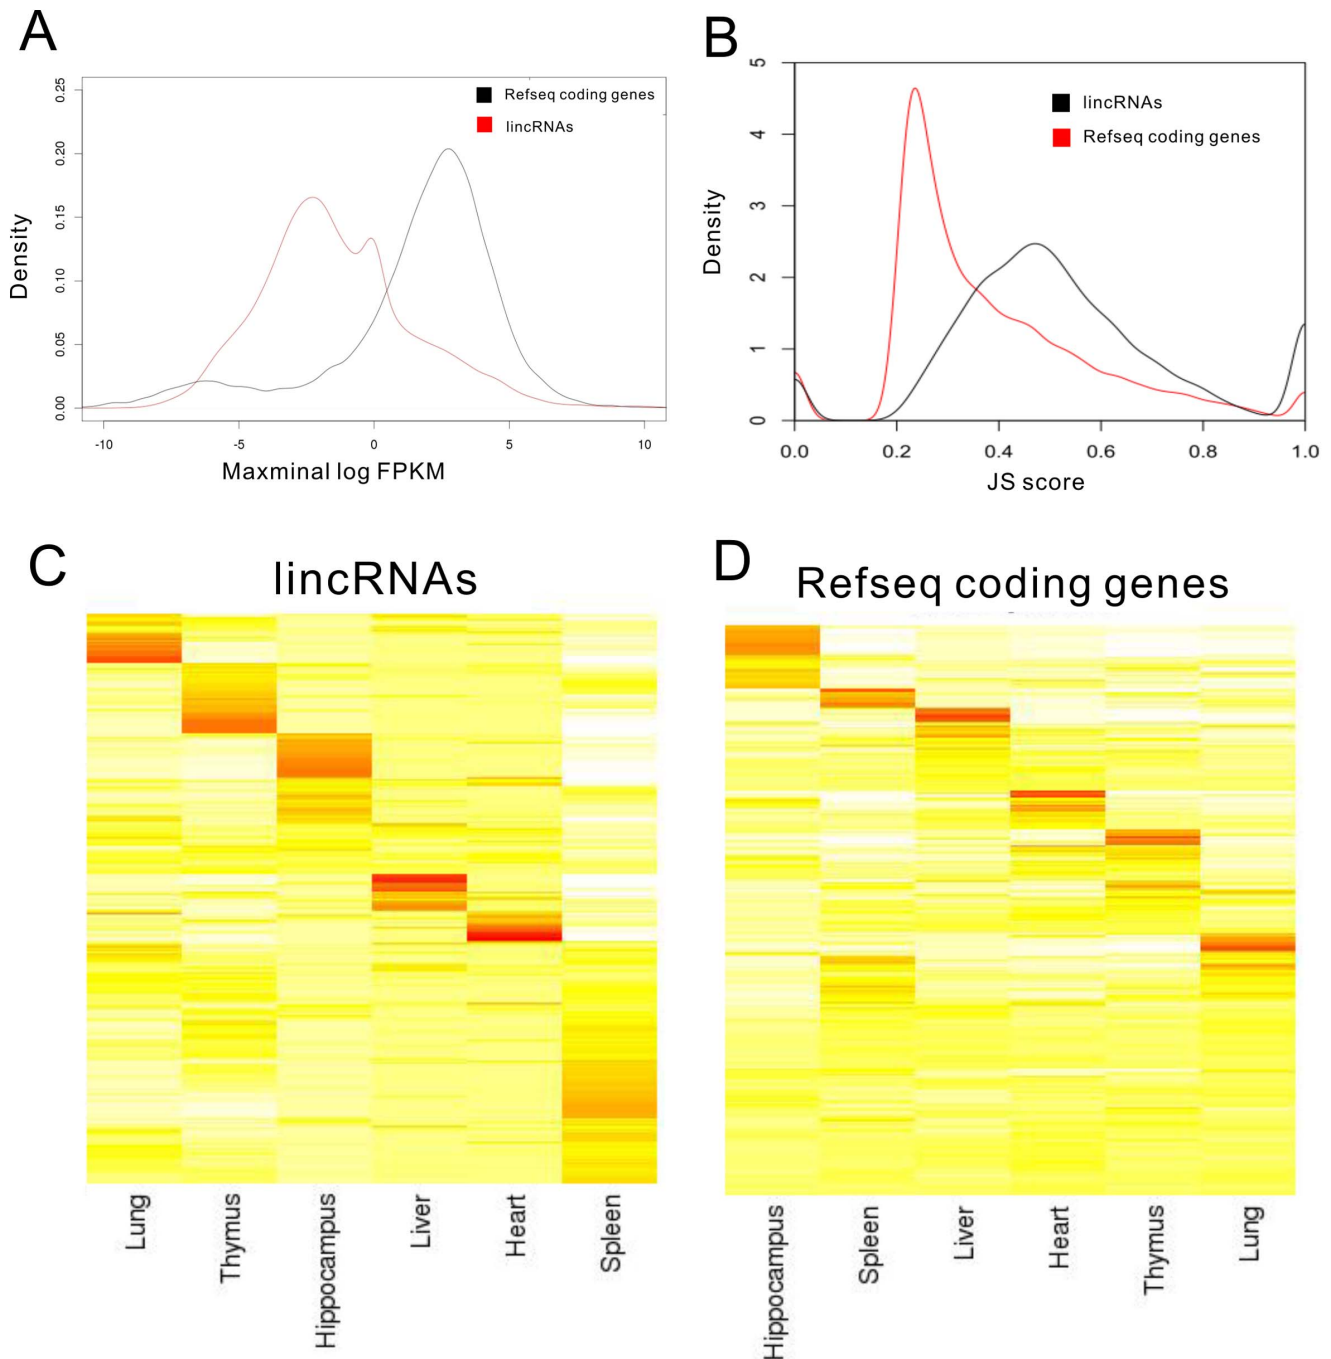 A
0.25
0.20
0.15
0.10
0.05
0.00
Density
Refseq coding genes
lincRNAs
-10
-5
0
5
10
Maxminal log FPKM
B
5
4
3
2
1
0
Density
lincRNAs
Refseq coding genes
0.0
0.2
0.4
0.6
0.8
1.0
JS score
C
lincRNAs
Lung
Thymus
Hippocampus
Liver
Heart
Spleen
D
Refseq coding genes
Hippocampus
Spleen
Liver
Heart
Thymus
Lung